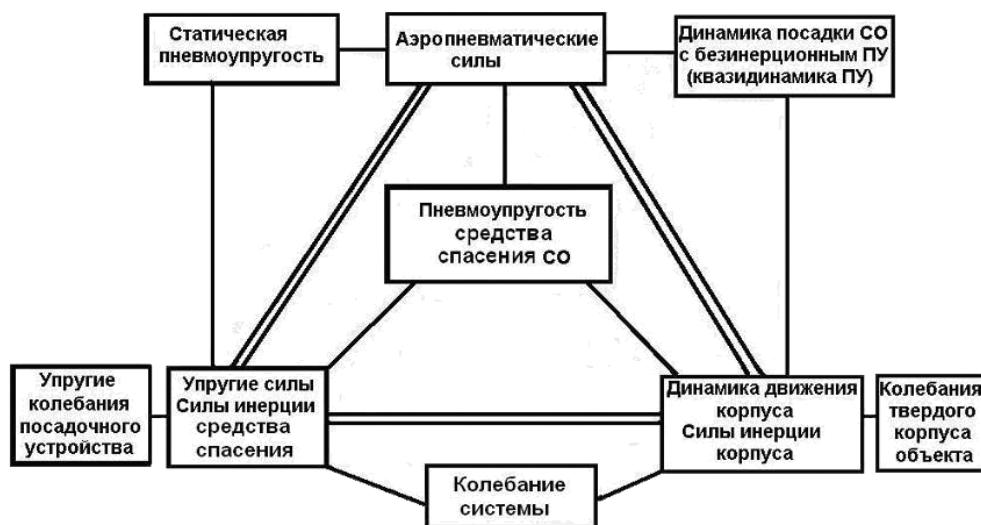 Статическая
пневмоупругость
Аэропневматические
силы
Динамика посадки СО
с безинерционным ПУ
(квазидинамика ПУ)
Пневмоупругость
средства
спасения СО
Упругие
колебания
посадочного
устройства
Упругие силы
Силы инерции
средства
спасения
Динамика движения
корпуса
Силы инерции
корпуса
Колебания
твердого
корпуса
объекта
Колебание
системы